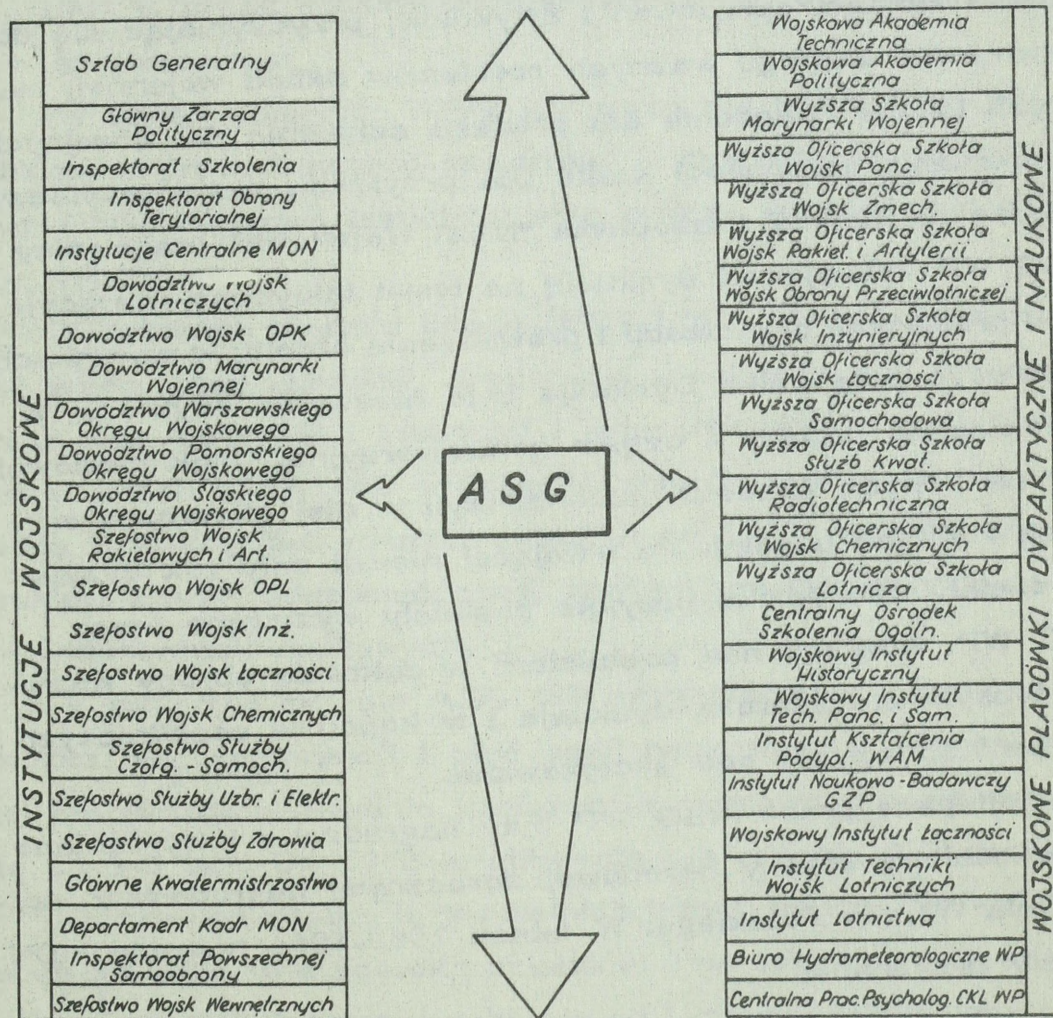 INSTYTUCJE WOJSKOWE
Sztab Generalny
Główny Zarząd
Polityczny
Inspektorat Szkolenia
Inspektorat Obrony
Terytorialnej
Instytucje Centralne MON
Dowództwo Wojsk
Lotniczych
Dowództwo Wojsk OPK
Dowództwo Marynarki
Wojennej
Dowództwo Warszawskiego
Okręgu Wojskowego
Dowództwo Pomorskiego
Okręgu Wojskowego
Dowództwo Śląskiego
Okręgu Wojskowego
Szefostwo Wojsk
Rakietowych i Art.
Szefostwo Wojsk OPL
Szefostwo Wojsk Inż.
Szefostwo Wojsk Łączności
Szefostwo Wojsk Chemicznych
Szefostwo Służby
Czołg. - Samoch.
Szefostwo Służby Uzbr. i Elektr.
Szefostwo Służby Zdrowia
Główne Kwatermistrzostwo
Departament Kadr MON
Inspektorat Powszechnej
Samoobrony
Szefostwo Wojsk Wewnętrznych
ASG
Wojskowa Akademia
Techniczna
Wojskowa Akademia
Polityczna
Wyższa Szkoła
Marynarki Wojennej
Wyższa Oficerska Szkoła
Wojsk Panc.
Wyższa Oficerska Szkoła
Wojsk Zmech.
Wyższa Oficerska Szkoła
Wojsk Rakiet. i Artylerii
Wyższa Oficerska Szkoła
Wojsk Obrony Przeciwlotniczej
Wyższa Oficerska Szkoła
Wojsk Inżynieryjnych
Wyższa Oficerska Szkoła
Wojsk Łączności
Wyższa Oficerska Szkoła
Samochodowa
Wyższa Oficerska Szkoła
Służb Kwat.
Wyższa Oficerska Szkoła
Radiotechniczna
Wyższa Oficerska Szkoła
Wojsk Chemicznych
Wyższa Oficerska Szkoła
Lotnicza
Centralny Ośrodek
Szkolenia Ogóln.
Wojskowy Instytut
Historyczny
Wojskowy Instytut
Tech. Panc. i Sam.
Instytut Kształcenia
Podypl. WAM
Instytut Naukowo-Badawczy
GZP
Wojskowy Instytut Łączności
Instytut Techniki
Wojsk Lotniczych
Instytut Lotnictwa
Biuro Hydrometeorologiczne WP
Centralna Prac. Psycholog. CKL WP
WOJSKOWE PLACÓWKI DYDAKTYCZNE I NAUKOWE